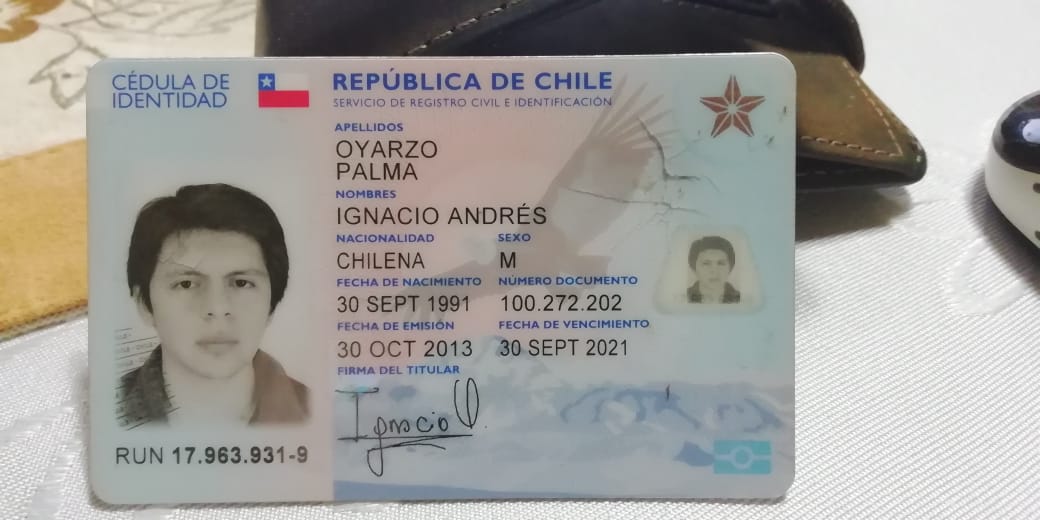 CÉDULA DE
IDENTIDAD
REPÚBLICA DE CHILE
SERVICIO DE REGISTRO CIVIL E IDENTIFICACIÓN
APELLIDOS
OYARZO
PALMA
NOMBRES
IGNACIO ANDRÉS
NACIONALIDAD SEXO
CHILENA M
FECHA DE NACIMIENTO NÚMERO DOCUMENTO
30 SEPT 1991 100.272.202
FECHA DE EMISIÓN FECHA DE VENCIMIENTO
30 OCT 2013 30 SEPT 2021
FIRMA DEL TITULAR
Ignacio O.
RUN 17.963.931-9